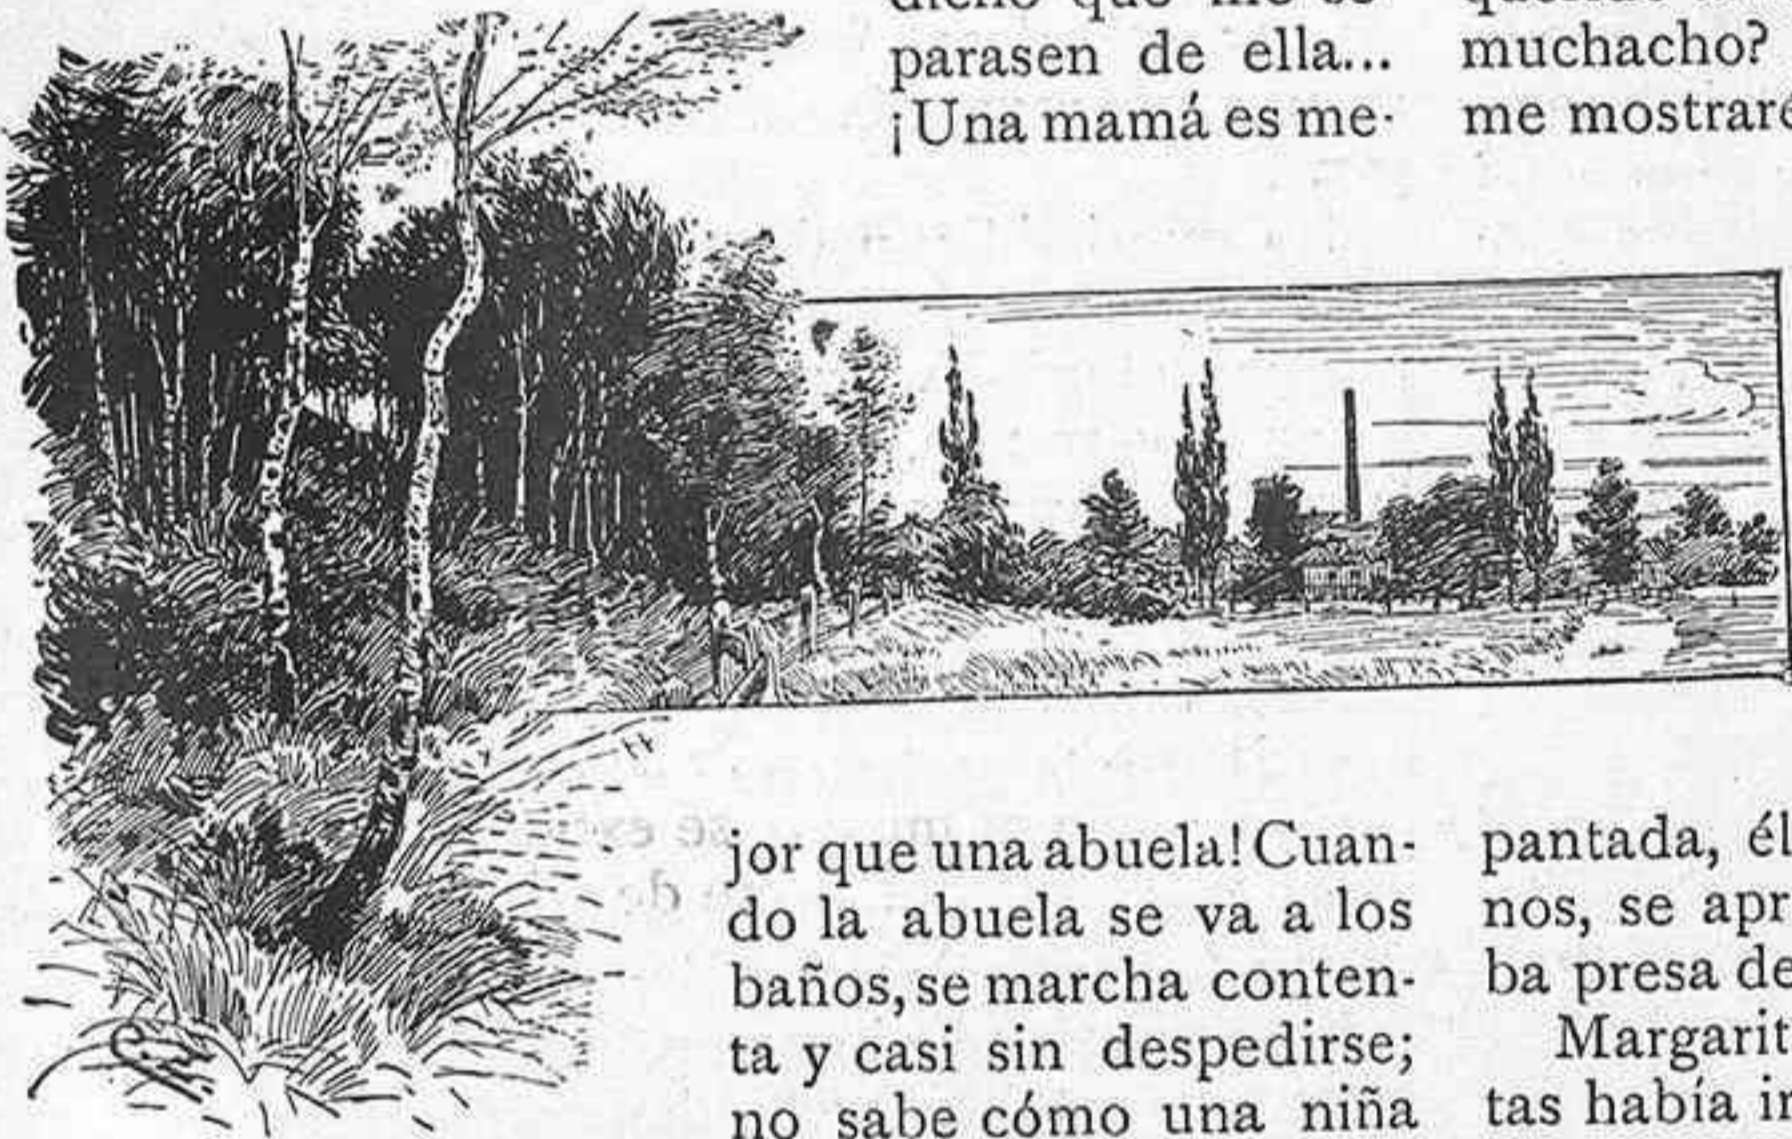 parasen de ella...
¡Una mamá es me-
jor que una abuela! Cuan-
do la abuela se va a los
baños, se marcha conten-
ta y casi sin despedirse;
no sabe cómo una niña
muchacho?
me mostraré
pantada, él
nos, se apr
ba presa de
Margarit
tas había in